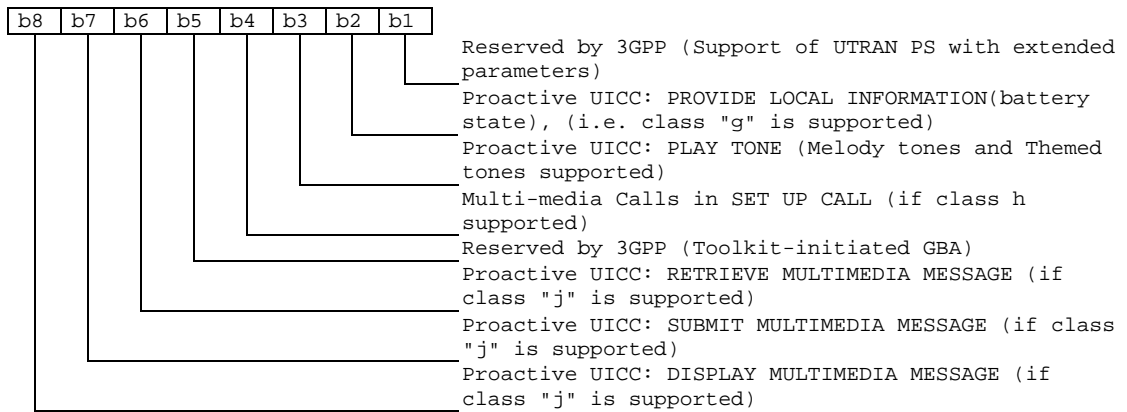 b8 b7 b6 b5 b4 b3 b2 b1
Reserved by 3GPP (Support of UTRAN PS with extended
parameters)
Proactive UICC: PROVIDE LOCAL INFORMATION(battery
state), (i.e. class "g" is supported)
Proactive UICC: PLAY TONE (Melody tones and Themed
tones supported)
Multi-media Calls in SET UP CALL (if class h
supported)
Reserved by 3GPP (Toolkit-initiated GBA)
Proactive UICC: RETRIEVE MULTIMEDIA MESSAGE (if
class "j" is supported)
Proactive UICC: SUBMIT MULTIMEDIA MESSAGE (if class
"j" is supported)
Proactive UICC: DISPLAY MULTIMEDIA MESSAGE (if
class "j" is supported)